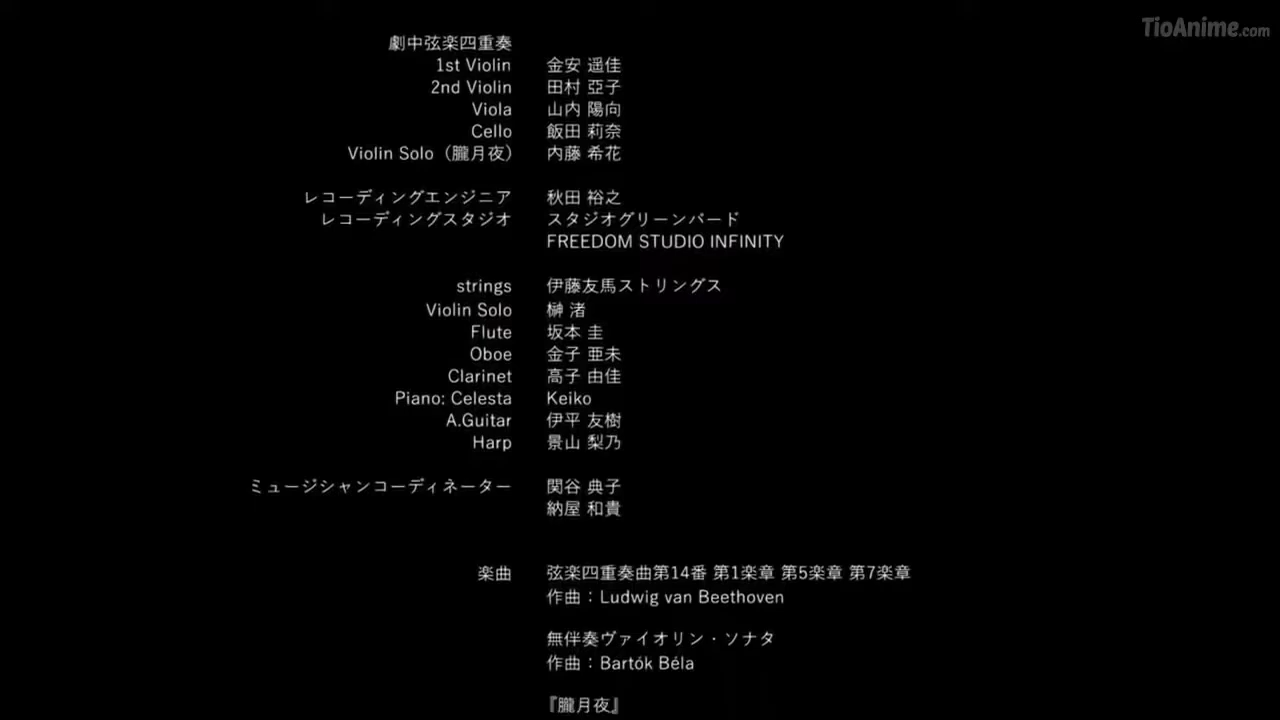 TioAnime.com
劇中弦楽四重奏
1st Violin 金安 遥佳
2nd Violin 田村 亞子
Viola 山内 陽向
Cello 飯田 莉奈
Violin Solo（朧月夜） 内藤 希花
レコーディングエンジニア 秋田 裕之
レコーディングスタジオ スタジオグリーンバード
FREEDOM STUDIO INFINITY
strings 伊藤友馬ストリングス
Violin Solo 榊 渚
Flute 坂本 圭
Oboe 金子 亜未
Clarinet 高子 由佳
Piano: Celesta Keiko
A.Guitar 伊平 友樹
Harp 景山 梨乃
ミュージシャンコーディネーター 関谷 典子
納屋 和貴
楽曲 弦楽四重奏曲第14番 第1楽章 第5楽章 第7楽章
作曲：Ludwig van Beethoven
無伴奏ヴァイオリン・ソナタ
作曲：Bartók Béla
『朧月夜』